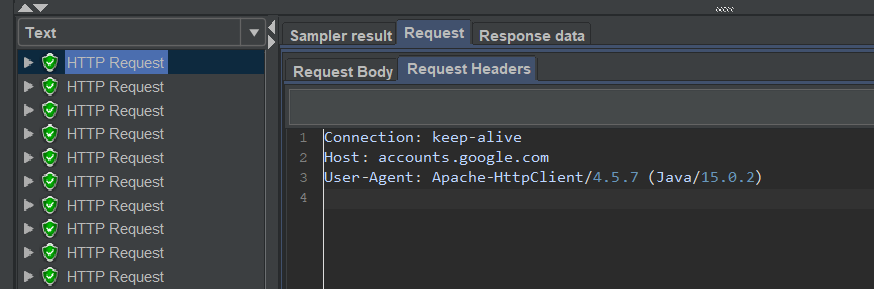 Text
Sampler result Request Response data
HTTP Request
Request Body Request Headers
HTTP Request
HTTP Request
HTTP Request
1 Connection: keep-alive
HTTP Request
2 Host: accounts.google.com
HTTP Request
3 User-Agent: Apache-HttpClient/4.5.7 (Java/15.0.2)
4
HTTP Request
HTTP Request
HTTP Request
HTTP Request